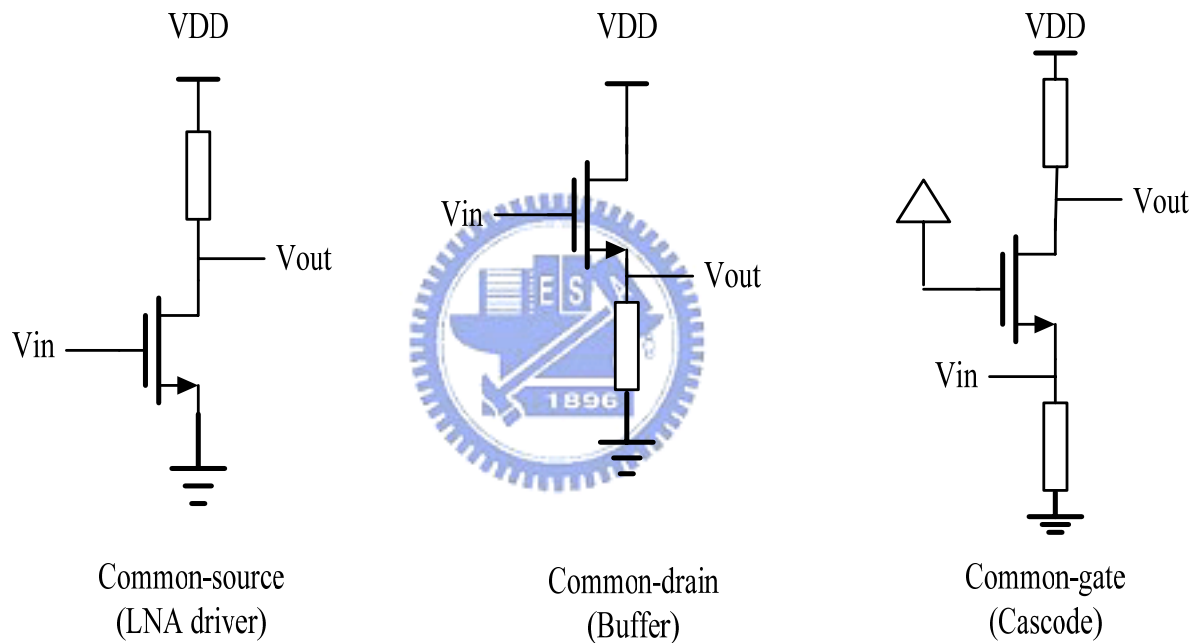 VDD
Vout
Vin
Common-source
(LNA driver)
VDD
Vin
Vout
E S
1896
Common-drain
(Buffer)
VDD
Vout
Vin
Common-gate
(Cascode)